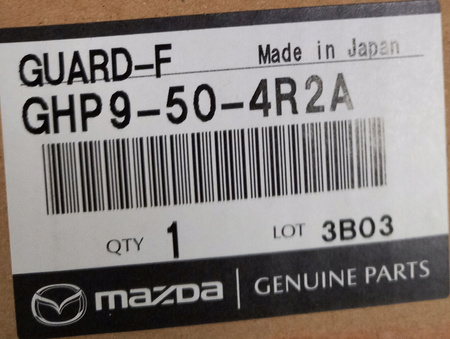 GUARD-F Made in Japan
GHP9-50-4R2A
QTY 1 LOT 3B03
mazda GENUINE PARTS